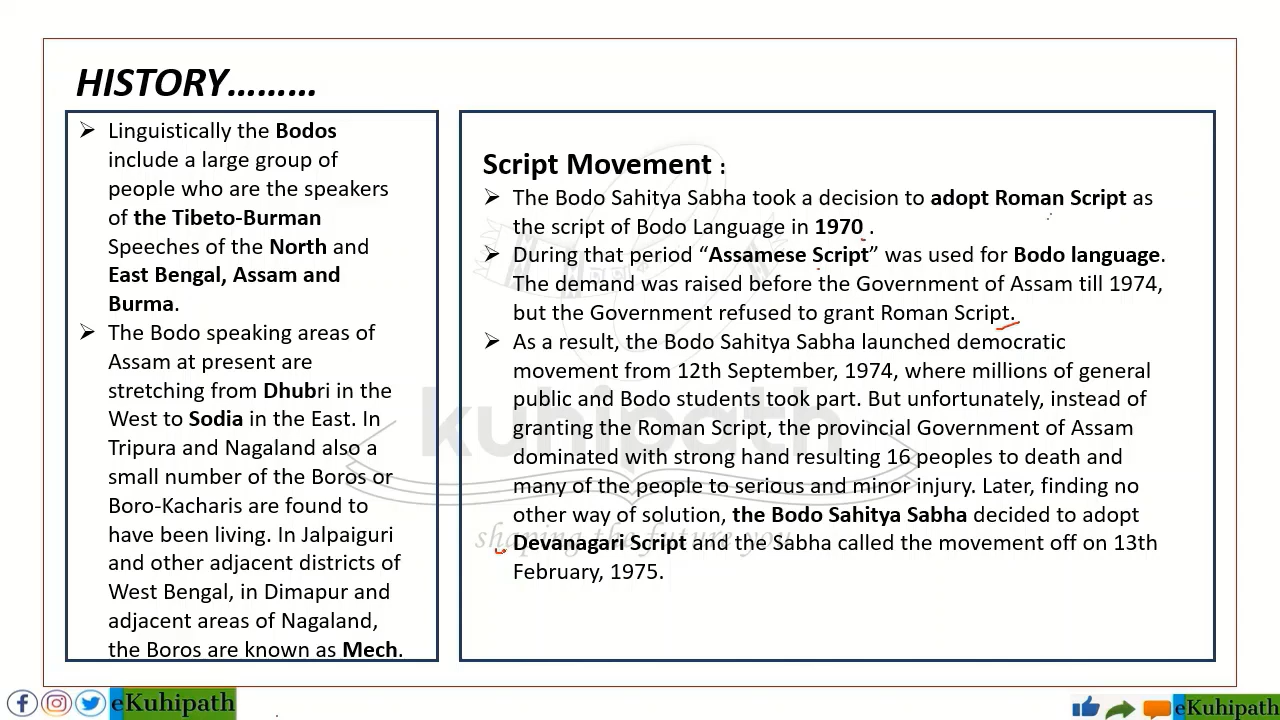 HISTORY………
➢ Linguistically the Bodos
include a large group of
people who are the speakers
of the Tibeto-Burman
Speeches of the North and
East Bengal, Assam and
Burma.
➢ The Bodo speaking areas of
Assam at present are
stretching from Dhubri in the
West to Sodia in the East. In
Tripura and Nagaland also a
small number of the Boros or
Boro-Kacharis are found to
have been living. In Jalpaiguri
and other adjacent districts of
West Bengal, in Dimapur and
adjacent areas of Nagaland,
the Boros are known as Mech.
Script Movement :
➢ The Bodo Sahitya Sabha took a decision to adopt Roman Script as
the script of Bodo Language in 1970 .
➢ During that period “Assamese Script” was used for Bodo language.
The demand was raised before the Government of Assam till 1974,
but the Government refused to grant Roman Script.
➢ As a result, the Bodo Sahitya Sabha launched democratic
movement from 12th September, 1974, where millions of general
public and Bodo students took part. But unfortunately, instead of
granting the Roman Script, the provincial Government of Assam
dominated with strong hand resulting 16 peoples to death and
many of the people to serious and minor injury. Later, finding no
other way of solution, the Bodo Sahitya Sabha decided to adopt
Devanagari Script and the Sabha called the movement off on 13th
February, 1975.
kuhipath
shaping the future you
eKuhipath
eKuhipath